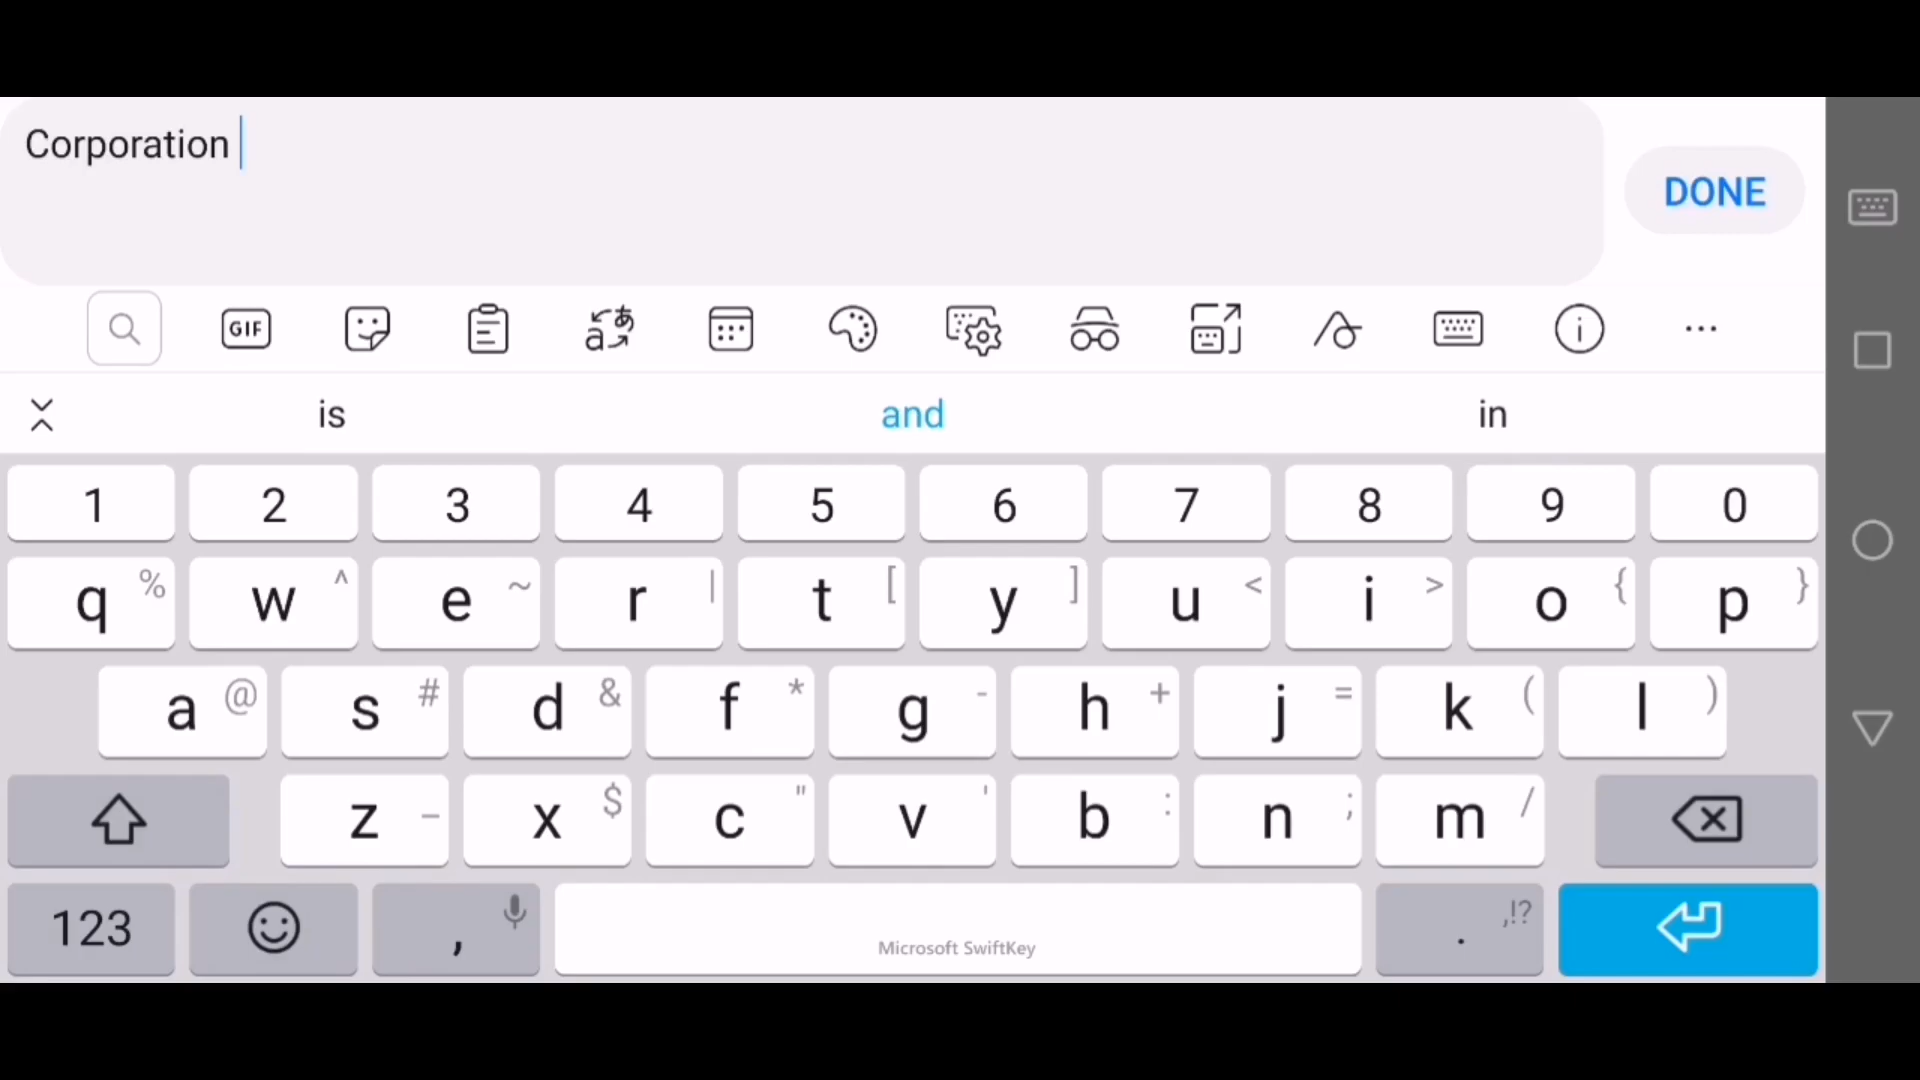 Corporation
DONE
GIF
is and in
1 2 3 4 5 6 7 8 9 0
q % w ^ e ~ r | t [ y ] u < i > o { p }
a @ s # d & f * g - h + j = k ( l )
z _ x $ c " v ' b : n ; m /
123 , Microsoft SwiftKey . ,!?